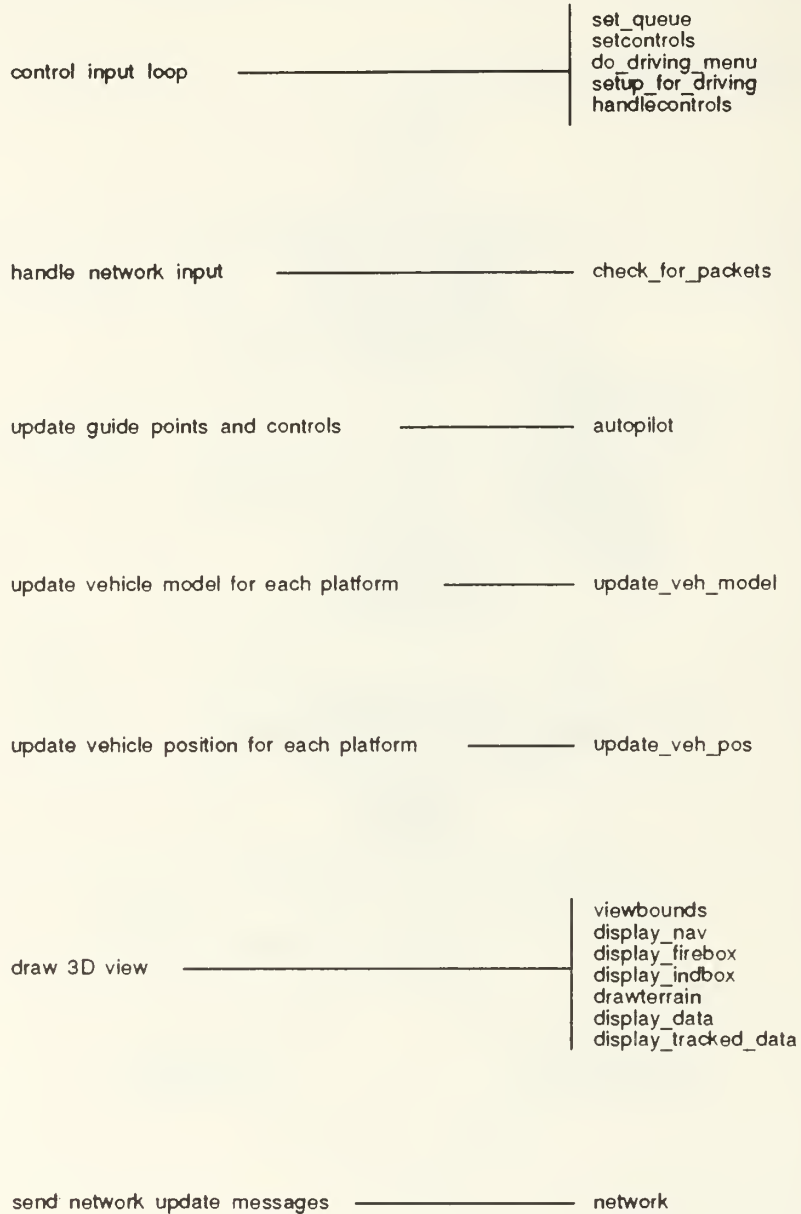 control input loop
set_queue
setcontrols
do_driving_menu
setup_for_driving
handlecontrols
handle network input
check_for_packets
update guide points and controls
autopilot
update vehicle model for each platform
update_veh_model
update vehicle position for each platform
update_veh_pos
draw 3D view
viewbounds
display_nav
display_firebox
display_indbox
drawterrain
display_data
display_tracked_data
send network update messages
network